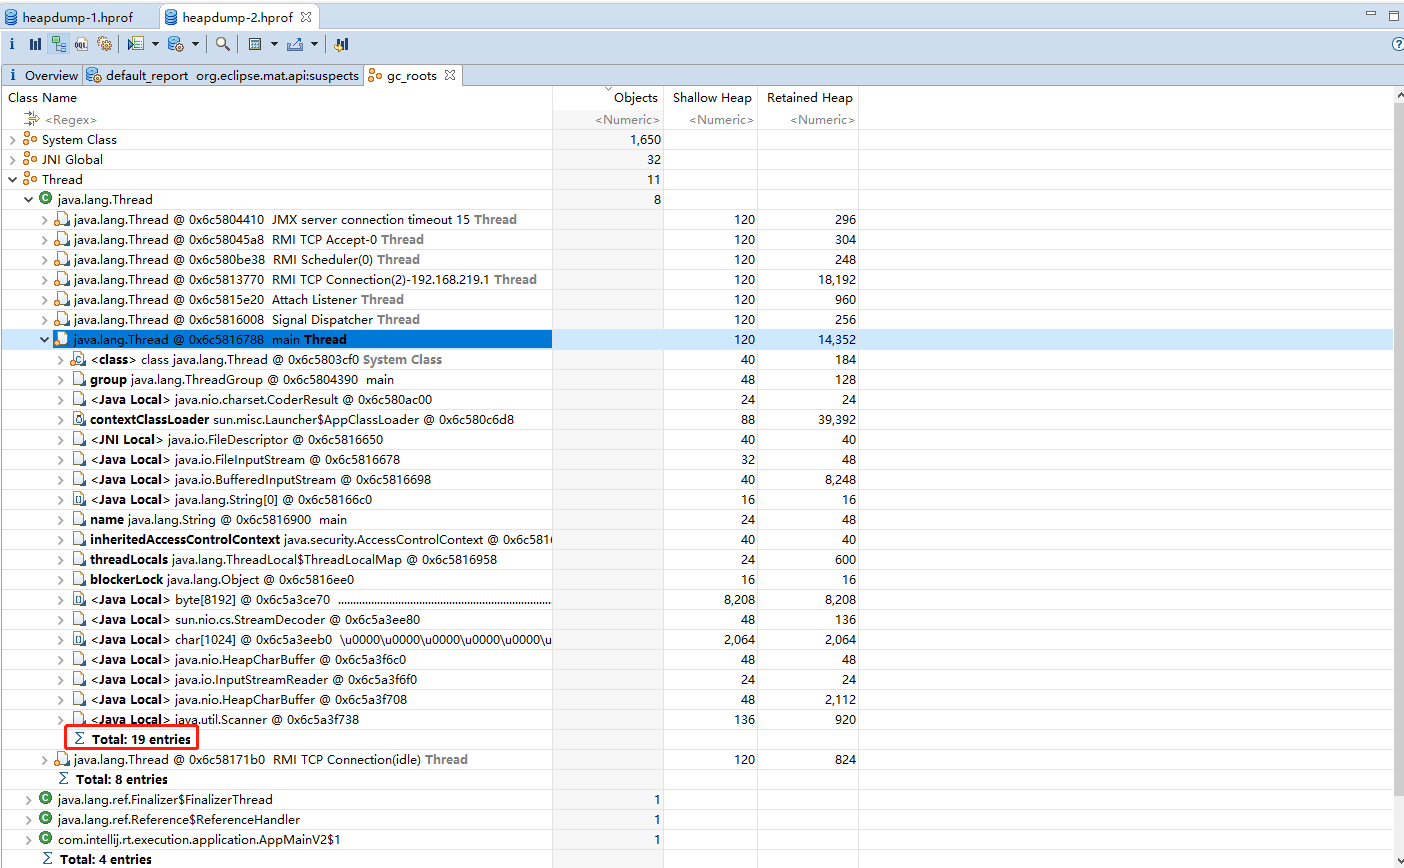 heapdump-1.hprof heapdump-2.hprof
i Overview default_report org.eclipse.mat.api:suspects gc_roots
Class Name Objects Shallow Heap Retained Heap
<Regex> <Numeric> <Numeric> <Numeric>
System Class 1,650
JNI Global 32
Thread 11
java.lang.Thread 8
java.lang.Thread @ 0x6c5804410 JMX server connection timeout 15 Thread 120 296
java.lang.Thread @ 0x6c58045a8 RMI TCP Accept-0 Thread 120 304
java.lang.Thread @ 0x6c580be38 RMI Scheduler(0) Thread 120 248
java.lang.Thread @ 0x6c5813770 RMI TCP Connection(2)-192.168.219.1 Thread 120 18,192
java.lang.Thread @ 0x6c5815e20 Attach Listener Thread 120 960
java.lang.Thread @ 0x6c5816008 Signal Dispatcher Thread 120 256
java.lang.Thread @ 0x6c5816788 main Thread 120 14,352
<class> class java.lang.Thread @ 0x6c5803cf0 System Class 40 184
group java.lang.ThreadGroup @ 0x6c5804390 main 48 128
<Java Local> java.nio.charset.CoderResult @ 0x6c580ac00 24 24
contextClassLoader sun.misc.Launcher$AppClassLoader @ 0x6c580c6d8 88 39,392
<JNI Local> java.io.FileDescriptor @ 0x6c5816650 40 40
<Java Local> java.io.FileInputStream @ 0x6c5816678 32 48
<Java Local> java.io.BufferedInputStream @ 0x6c5816698 40 8,248
<Java Local> java.lang.String[0] @ 0x6c58166c0 16 16
name java.lang.String @ 0x6c5816900 main 24 48
inheritedAccessControlContext java.security.AccessControlContext @ 0x6c5816 40 40
threadLocals java.lang.ThreadLocal$ThreadLocalMap @ 0x6c5816958 24 600
blockerLock java.lang.Object @ 0x6c5816ee0 16 16
<Java Local> byte[8192] @ 0x6c5a3ce70 ........................................................................ 8,208 8,208
<Java Local> sun.nio.cs.StreamDecoder @ 0x6c5a3ee80 48 136
<Java Local> char[1024] @ 0x6c5a3eeb0 \u0000\u0000\u0000\u0000\u0000\u 2,064 2,064
<Java Local> java.nio.HeapCharBuffer @ 0x6c5a3f6c0 48 48
<Java Local> java.io.InputStreamReader @ 0x6c5a3f6f0 24 24
<Java Local> java.nio.HeapCharBuffer @ 0x6c5a3f708 48 2,112
<Java Local> java.util.Scanner @ 0x6c5a3f738 136 920
Σ Total: 19 entries
java.lang.Thread @ 0x6c58171b0 RMI TCP Connection(idle) Thread 120 824
Σ Total: 8 entries
java.lang.ref.Finalizer$FinalizerThread 1
java.lang.ref.Reference$ReferenceHandler 1
com.intellij.rt.execution.application.AppMainV2$1 1
Σ Total: 4 entries